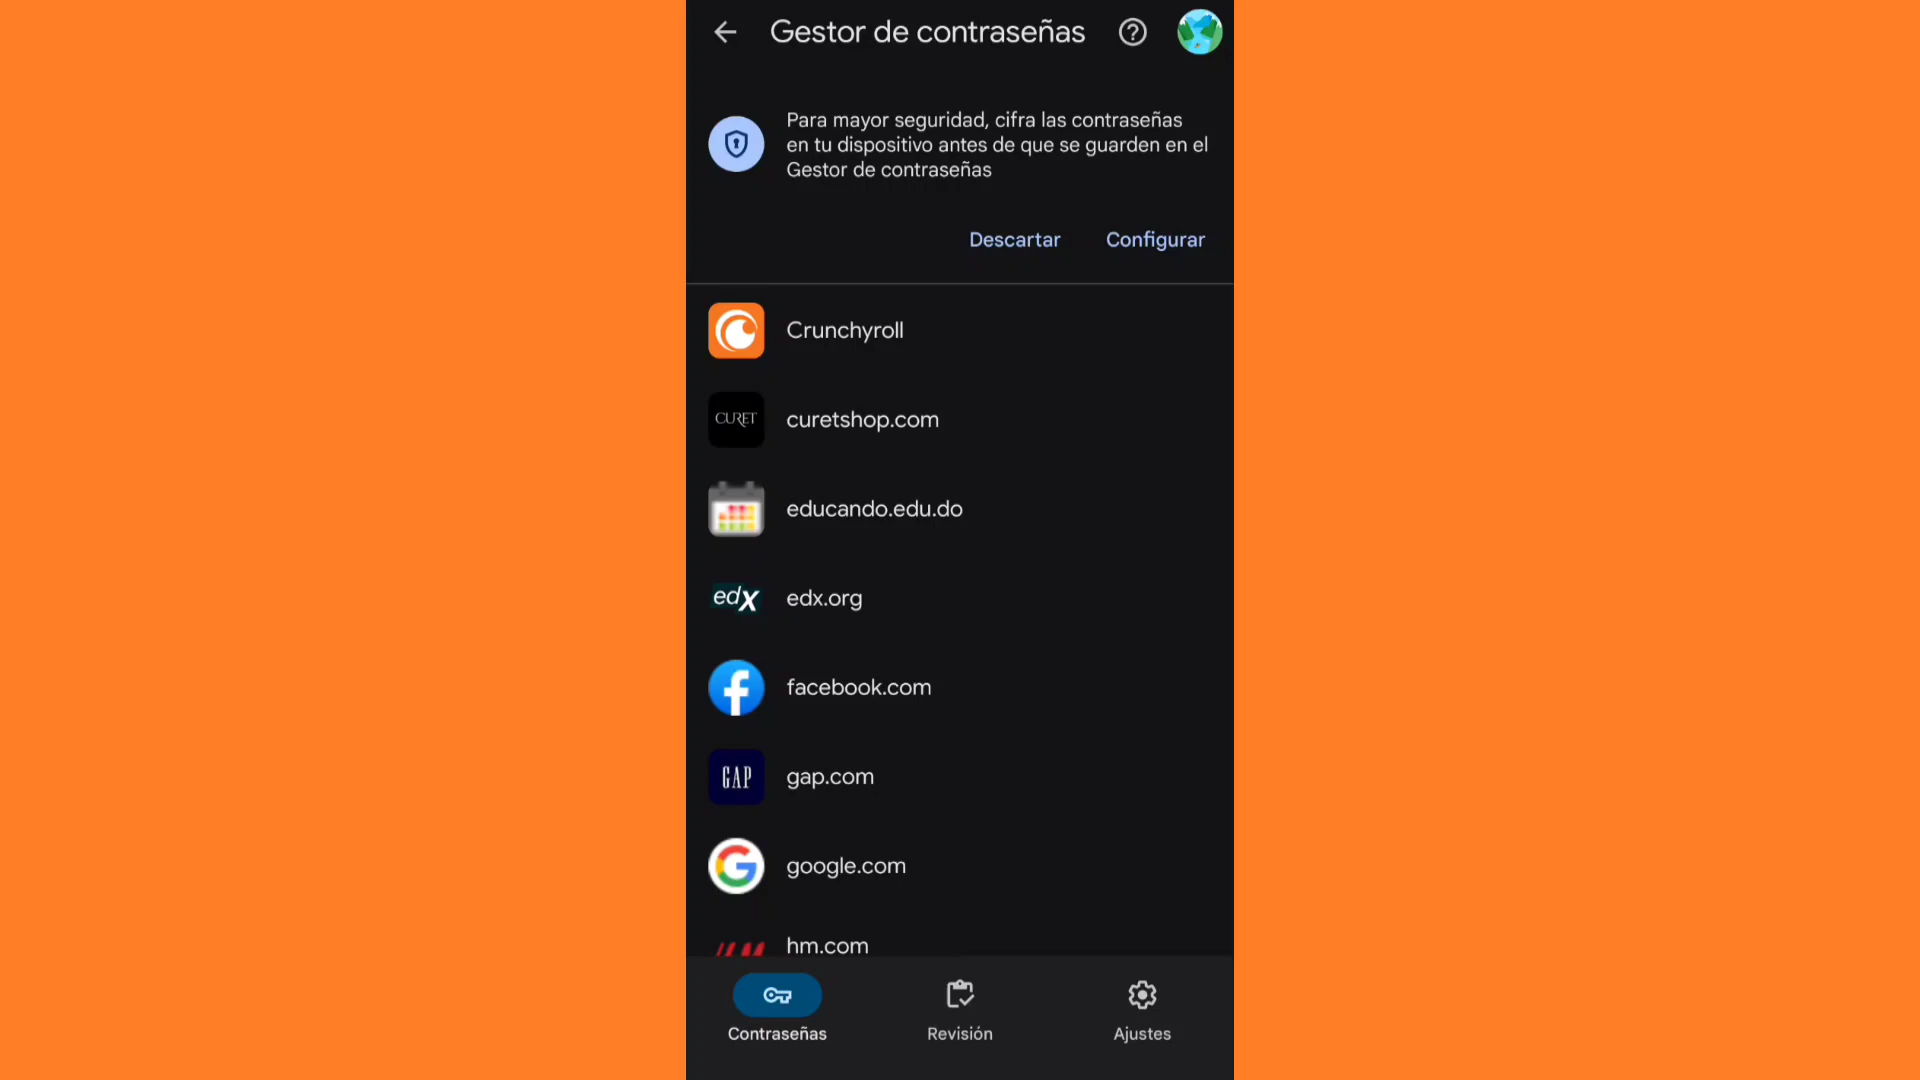 Gestor de contraseñas
Para mayor seguridad, cifra las contraseñas
en tu dispositivo antes de que se guarden en el
Gestor de contraseñas
Descartar Configurar
Crunchyroll
CURET curetshop.com
educando.edu.do
edX edx.org
facebook.com
GAP gap.com
google.com
hm.com
Contraseñas Revisión Ajustes